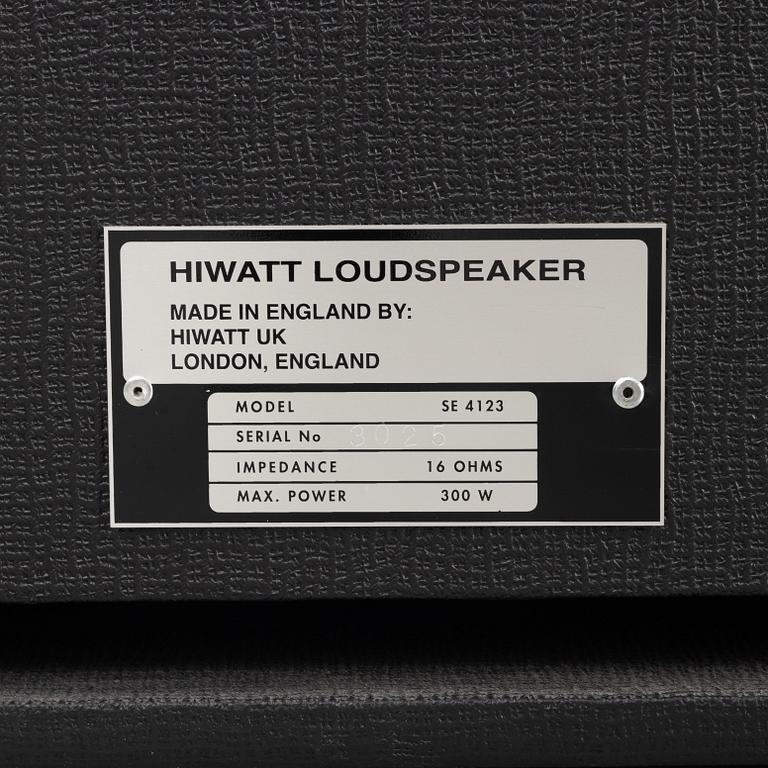 HIWATT LOUDSPEAKER
MADE IN ENGLAND BY:
HIWATT UK
LONDON, ENGLAND
MODEL SE 4123
SERIAL No 3025
IMPEDANCE 16 OHMS
MAX. POWER 300 W